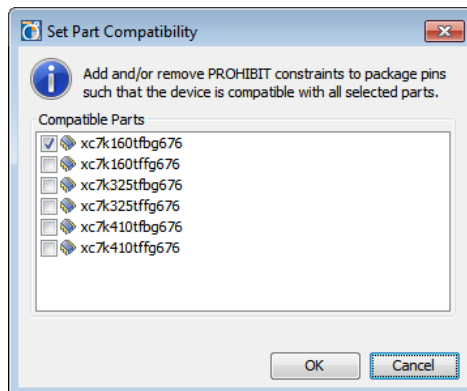 Set Part Compatibility
Add and/or remove PROHIBIT constraints to package pins
such that the device is compatible with all selected parts.
Compatible Parts
xc7k160tfbg676
xc7k160tffg676
xc7k325tfbg676
xc7k325tffg676
xc7k410tfbg676
xc7k410tffg676
OK
Cancel